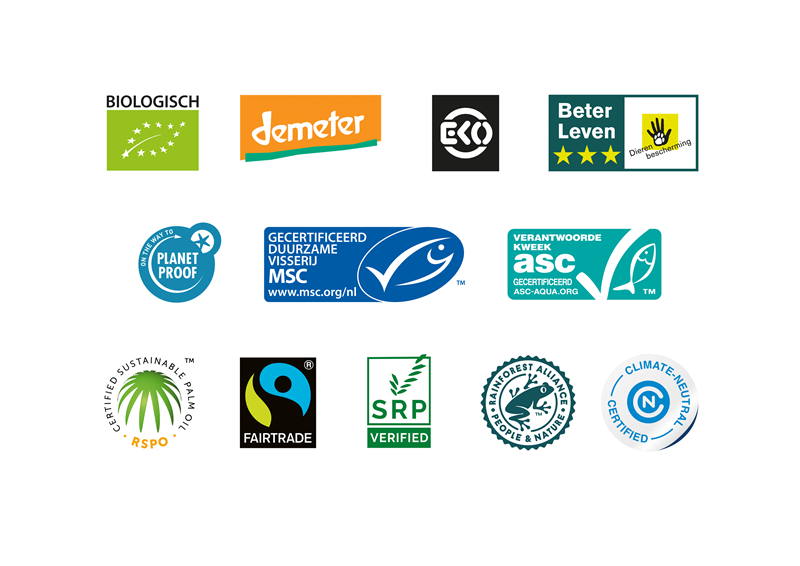 BIOLOGISCH
demeter
EKO
Beter
Leven
Dieren
bescherming
ON THE WAY TO
PLANET
PROOF
GECERTIFICEERD
DUURZAME
VISSERIJ
MSC
www.msc.org/nl
TM
VERANTWOORDE
KWEEK
asc
GECERTIFICEERD
ASC-AQUA.ORG
TM
CERTIFIED SUSTAINABLE PALM OIL
TM
RSPO
®
FAIRTRADE
SRP
VERIFIED
RAINFOREST ALLIANCE
TM
PEOPLE & NATURE
CLIMATE-NEUTRAL
CN
CERTIFIED